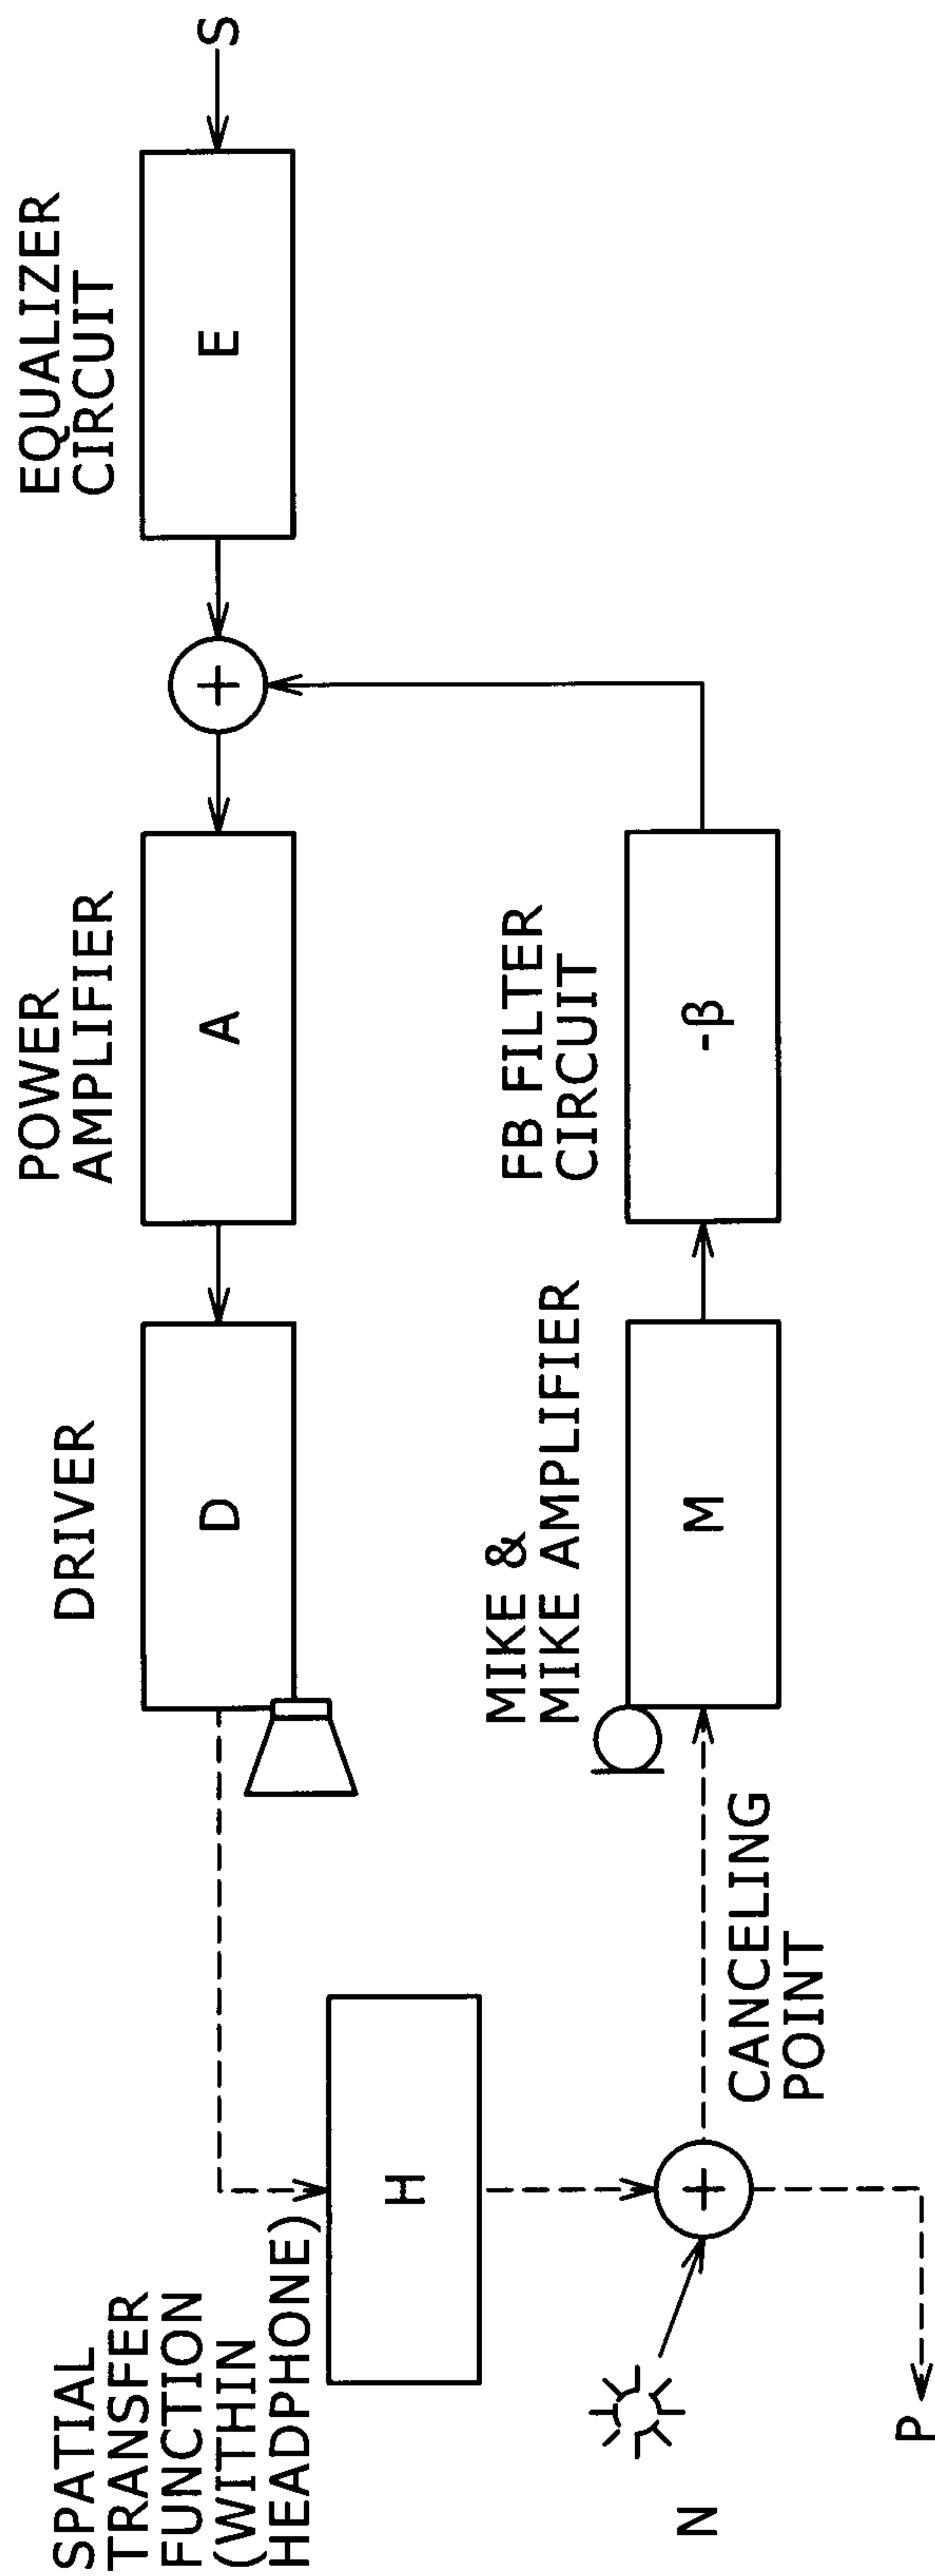 SPATIAL
TRANSFER
FUNCTION
(WITHIN
HEADPHONE)
H
DRIVER
D
POWER
AMPLIFIER
A
+
EQUALIZER
CIRCUIT
E
S
MIKE &
MIKE AMPLIFIER
M
FB FILTER
CIRCUIT
-β
N
+
CANCELING
POINT
P